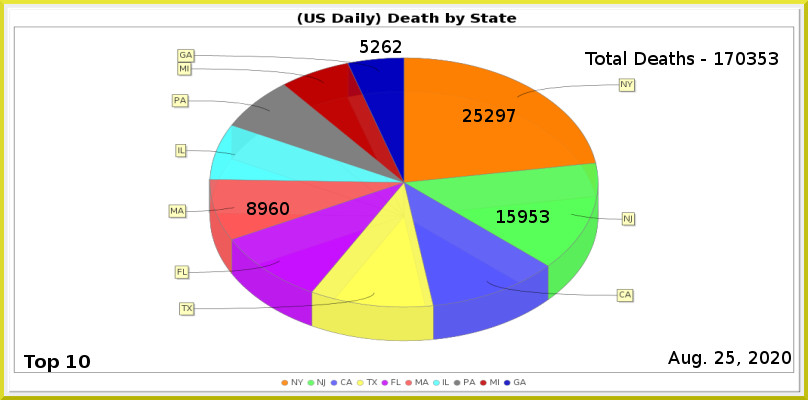 (US Daily) Death by State
Total Deaths - 170353
5262
GA
MI
NY
25297
PA
IL
MA
8960
15953
NJ
FL
CA
TX
Top 10
Aug. 25, 2020
NY NJ CA TX FL MA IL PA MI GA